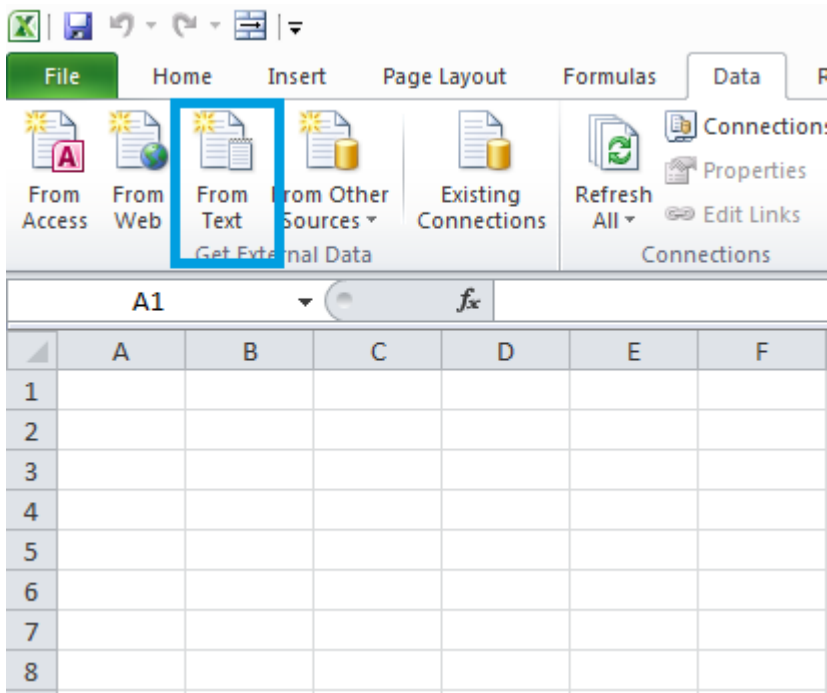 File Home Insert Page Layout Formulas Data
Connections
Properties
Edit Links
From Access
From Web
From Text
From Other Sources
Existing Connections
Refresh All
Get External Data
Connections
A1 fx
A B C D E F
1
2
3
4
5
6
7
8